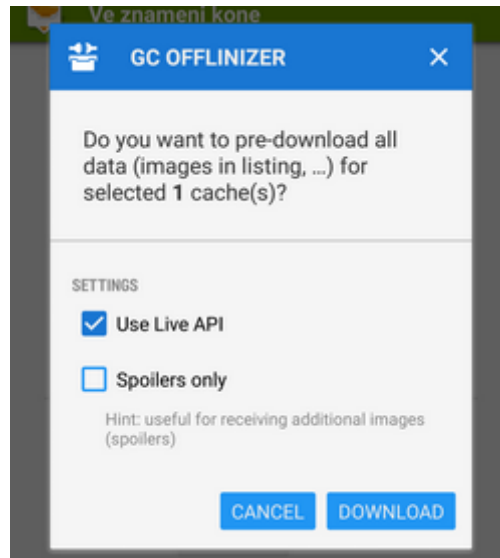 Ve znameni kone
GC OFFLINIZER
Do you want to pre-download all
data (images in listing, ...) for
selected 1 cache(s)?
SETTINGS
Use Live API
Spoilers only
Hint: useful for receiving additional images
(spoilers)
CANCEL DOWNLOAD